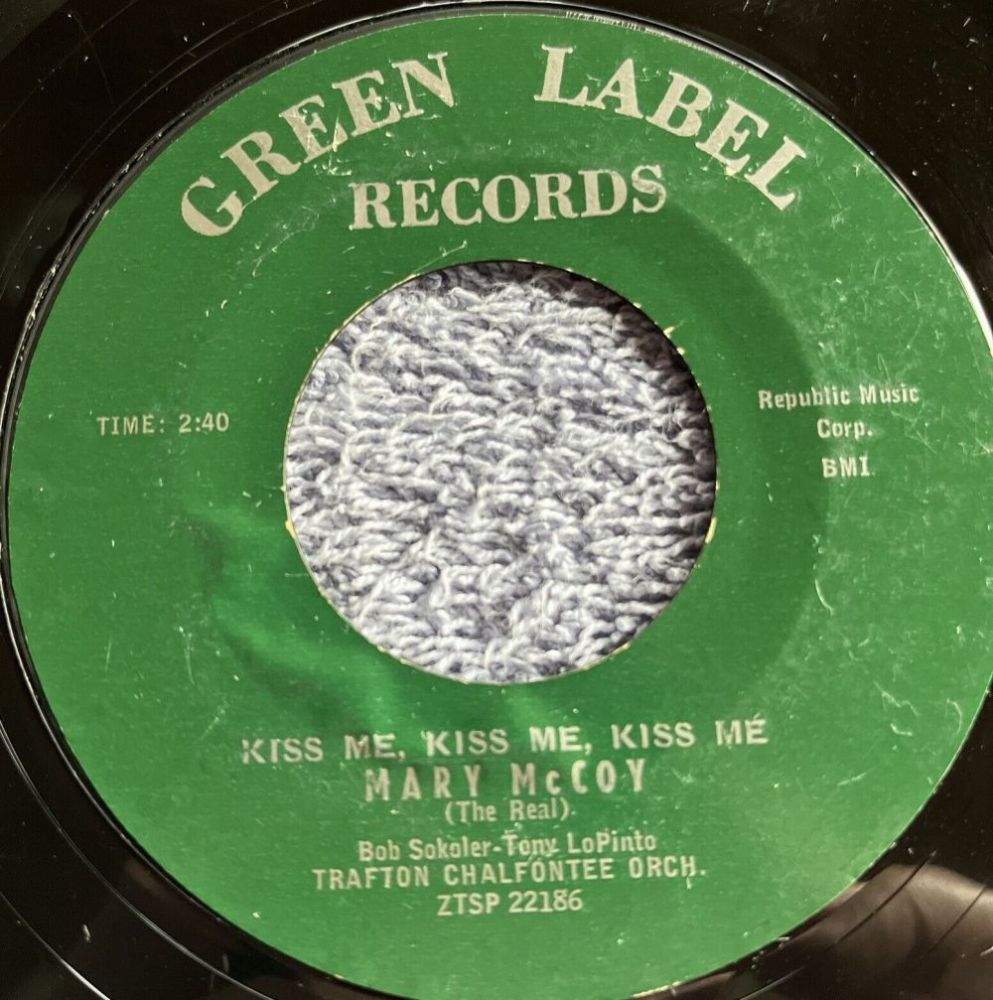 GREEN LABEL
RECORDS
TIME: 2:40
Republic Music
Corp.
BMI
KISS ME, KISS ME, KISS ME
MARY McCOY
(The Real)
Bob Sokoler-Tony LoPinto
TRAFTON CHALFONTEE ORCH.
ZTSP 22186